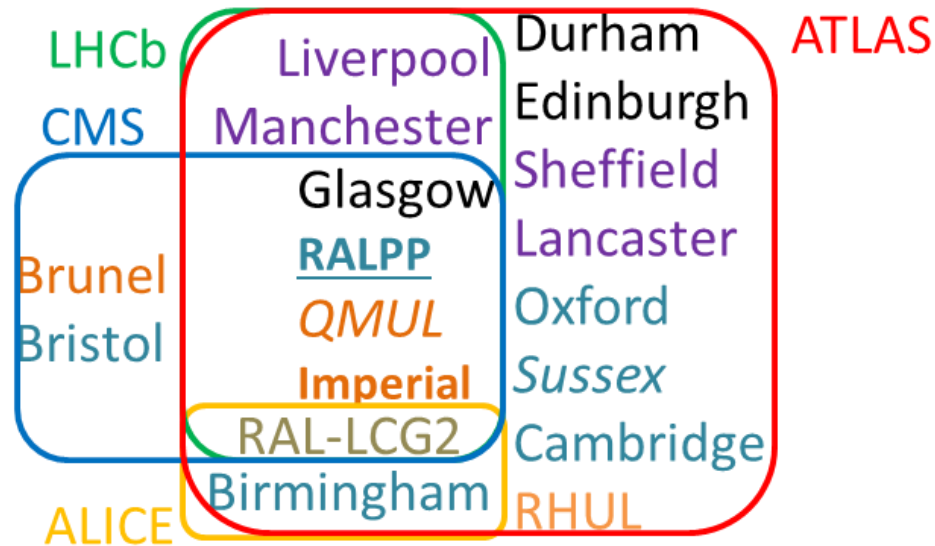 LHCb
CMS
Brunel
Bristol
ALICE
Liverpool
Manchester
Glasgow
RALPP
QMUL
Imperial
RAL-LCG2
Birmingham
Durham
Edinburgh
Sheffield
Lancaster
Oxford
Sussex
Cambridge
RHUL
ATLAS